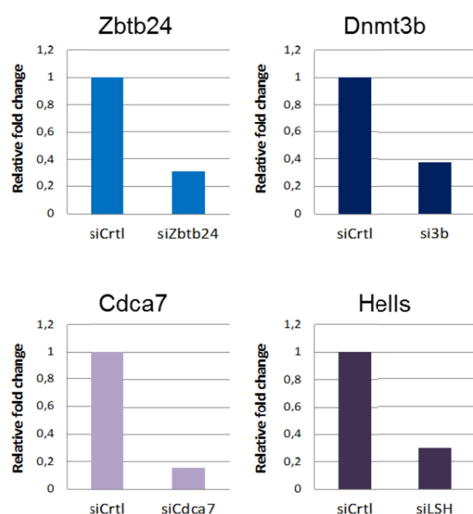 Zbtb24
Relative fold change
1,2
1
0,8
0,6
0,4
0,2
0
siCrtl siZbtb24
Dnmt3b
Relative fold change
1,2
1
0,8
0,6
0,4
0,2
0
siCrtl si3b
Cdca7
Relative fold change
1,2
1
0,8
0,6
0,4
0,2
0
siCrtl siCdca7
Hells
Relative fold change
1,2
1
0,8
0,6
0,4
0,2
0
siCrtl siLSH